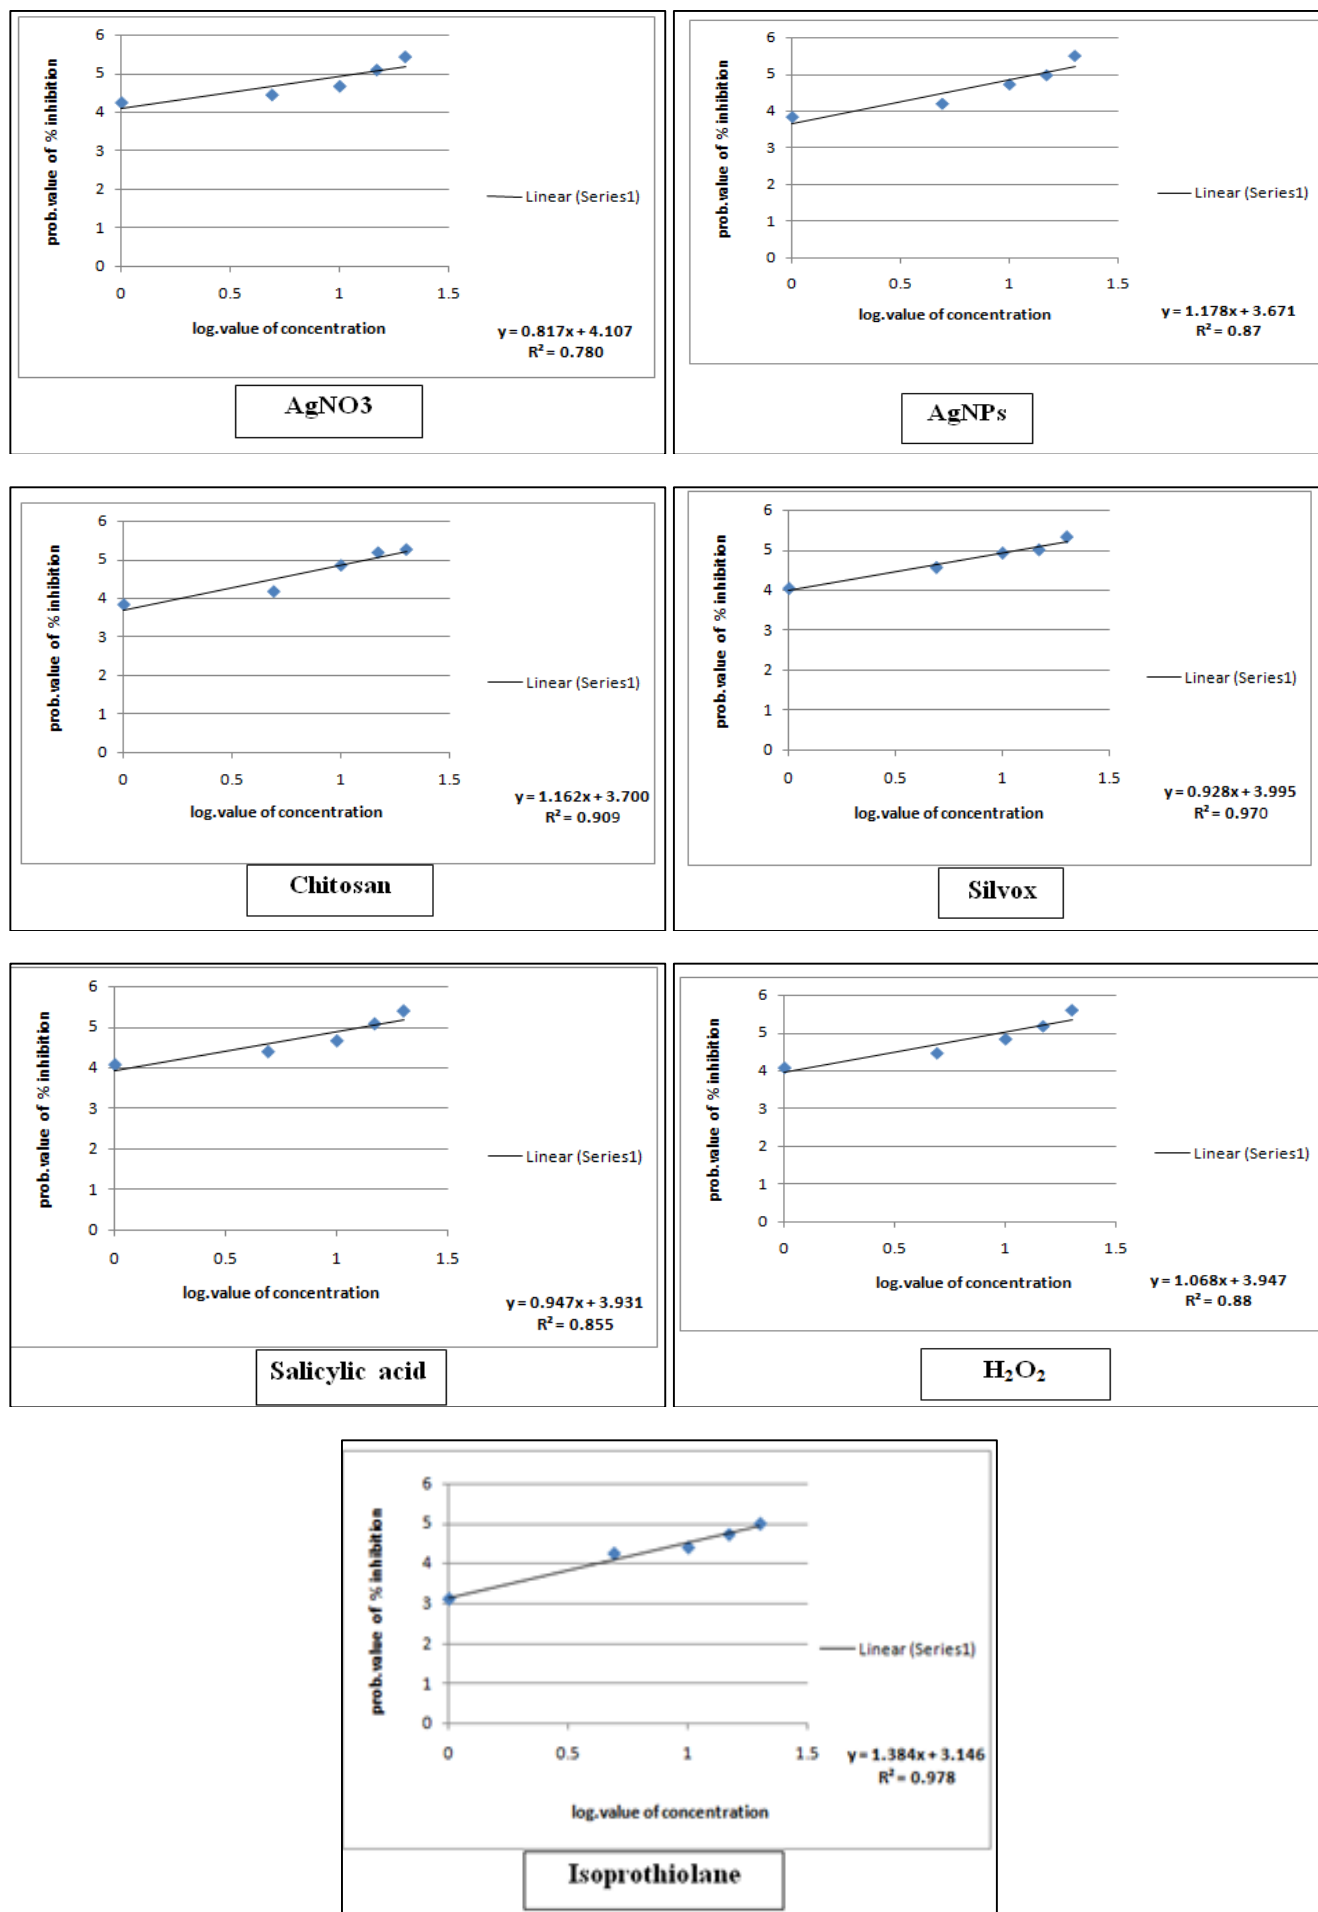 prob.value of % inhibition
6
5
4
3
2
1
0
0 0.5 1 1.5
log.value of concentration
Linear (Series1)
y = 0.817x + 4.107
R² = 0.780
AgNO3
prob.value of % inhibition
6
5
4
3
2
1
0
0 0.5 1 1.5
log.value of concentration
Linear (Series1)
y = 1.178x + 3.671
R² = 0.87
AgNPs
prob.value of % inhibition
6
5
4
3
2
1
0
0 0.5 1 1.5
log.value of concentration
Linear (Series1)
y = 1.162x + 3.700
R² = 0.909
Chitosan
prob.value of % inhibition
6
5
4
3
2
1
0
0 0.5 1 1.5
log.value of concentration
Linear (Series1)
y = 0.928x + 3.995
R² = 0.970
Silvox
prob.value of % inhibition
6
5
4
3
2
1
0
0 0.5 1 1.5
log.value of concentration
Linear (Series1)
y = 0.947x + 3.931
R² = 0.855
Salicylic acid
prob.value of % inhibition
6
5
4
3
2
1
0
0 0.5 1 1.5
log.value of concentration
Linear (Series1)
y = 1.068x + 3.947
R² = 0.88
H₂O₂
prob.value of % inhibition
6
5
4
3
2
1
0
0 0.5 1 1.5
log.value of concentration
Linear (Series1)
y = 1.384x + 3.146
R² = 0.978
Isoprothiolane